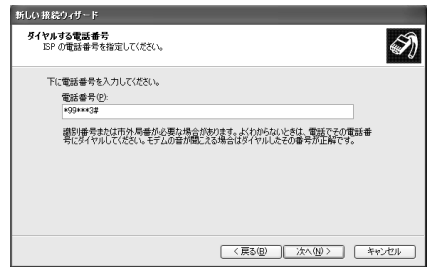 新しい接続ウィザード
ダイヤルする電話番号
ISP の電話番号を指定してください。
下に電話番号を入力してください。
電話番号(P):
*99***3#
識別番号または市外局番が必要な場合があります。よくわからないときは、電話でその電話番
号にダイヤルしてください。モデムの音が聞こえる場合はダイヤルしたその番号が正解です。
< 戻る(B)
次へ(N) >
キャンセル